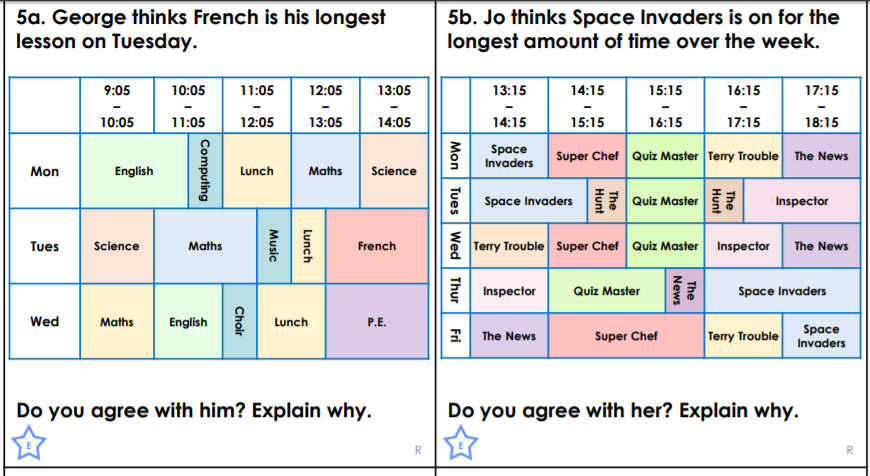 5a. George thinks French is his longest
lesson on Tuesday.
9:05 – 10:05 10:05 – 11:05 11:05 – 12:05 12:05 – 13:05 13:05 – 14:05
Mon English Computing Lunch Maths Science
Tues Science Maths Music Lunch French
Wed Maths English Choir Lunch P.E.
Do you agree with him? Explain why.
E
R
5b. Jo thinks Space Invaders is on for the
longest amount of time over the week.
13:15 – 14:15 14:15 – 15:15 15:15 – 16:15 16:15 – 17:15 17:15 – 18:15
Mon Space Invaders Super Chef Quiz Master Terry Trouble The News
Tues Space Invaders The Hunt Quiz Master The Hunt Inspector
Wed Terry Trouble Super Chef Quiz Master Inspector The News
Thur Inspector Quiz Master The News Space Invaders
Fri The News Super Chef Terry Trouble Space Invaders
Do you agree with her? Explain why.
E
R